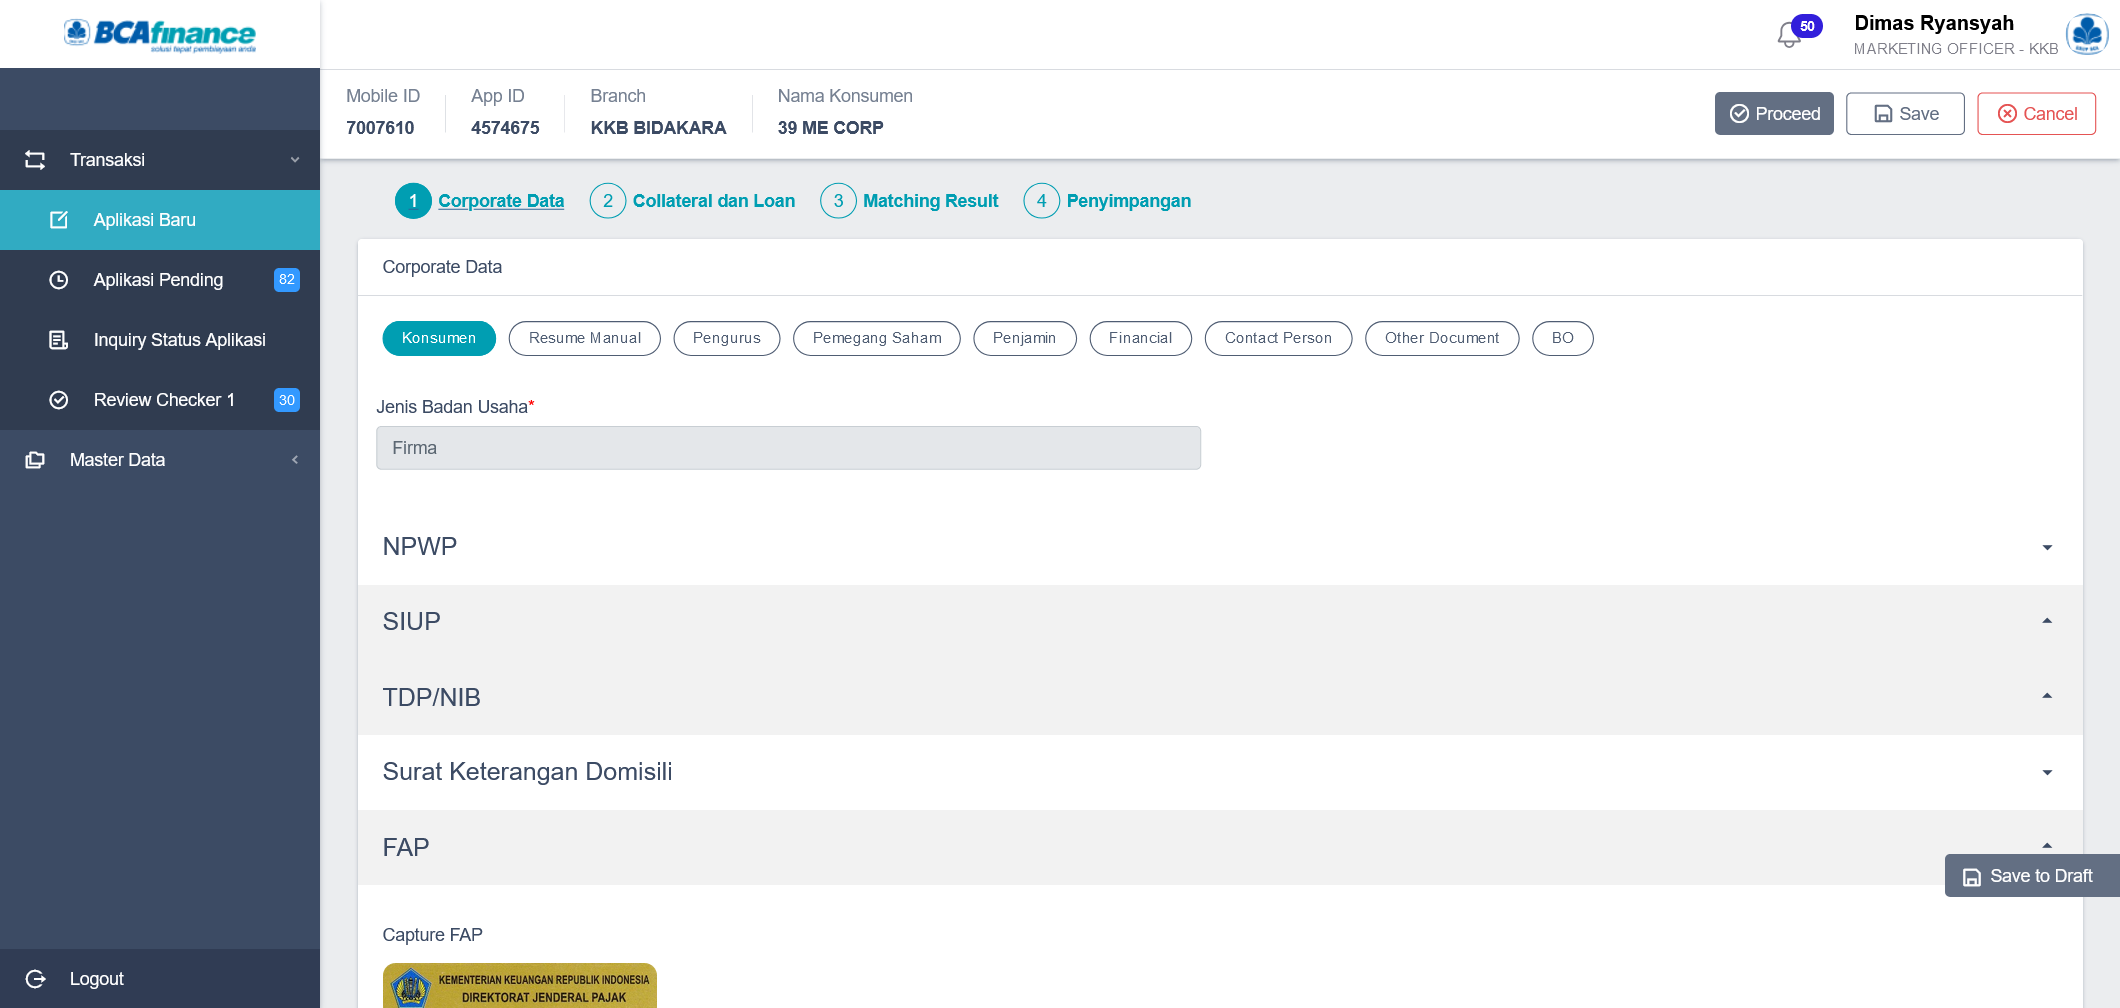 BCAfinance
solusi tepat pembiayaan anda
50
Dimas Ryansyah
MARKETING OFFICER - KKB
Mobile ID
7007610
App ID
4574675
Branch
KKB BIDAKARA
Nama Konsumen
39 ME CORP
Proceed
Save
Cancel
Transaksi
Aplikasi Baru
Aplikasi Pending
82
Inquiry Status Aplikasi
Review Checker 1
30
Master Data
Logout
1 Corporate Data
2 Collateral dan Loan
3 Matching Result
4 Penyimpangan
Corporate Data
Konsumen
Resume Manual
Pengurus
Pemegang Saham
Penjamin
Financial
Contact Person
Other Document
BO
Jenis Badan Usaha*
Firma
NPWP
SIUP
TDP/NIB
Surat Keterangan Domisili
FAP
Save to Draft
Capture FAP
KEMENTERIAN KEUANGAN REPUBLIK INDONESIA
DIREKTORAT JENDERAL PAJAK